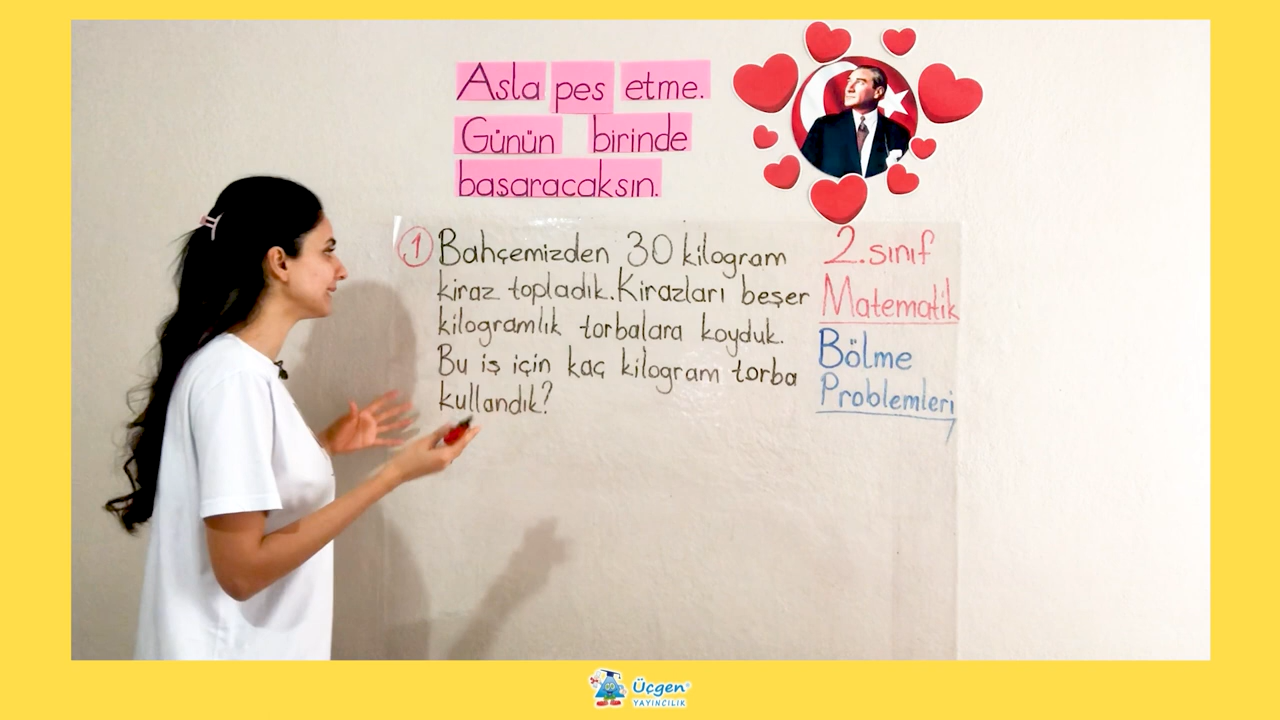 Asla pes etme.
Günün birinde
başaracaksın.
1 Bahçemizden 30 kilogram
kiraz topladık. Kirazları beşer
kilogramlık torbalara koyduk.
Bu iş için kaç kilogram torba
kullandık?
2. sınıf
Matematik
Bölme
Problemleri
Üçgen
YAYINCILIK